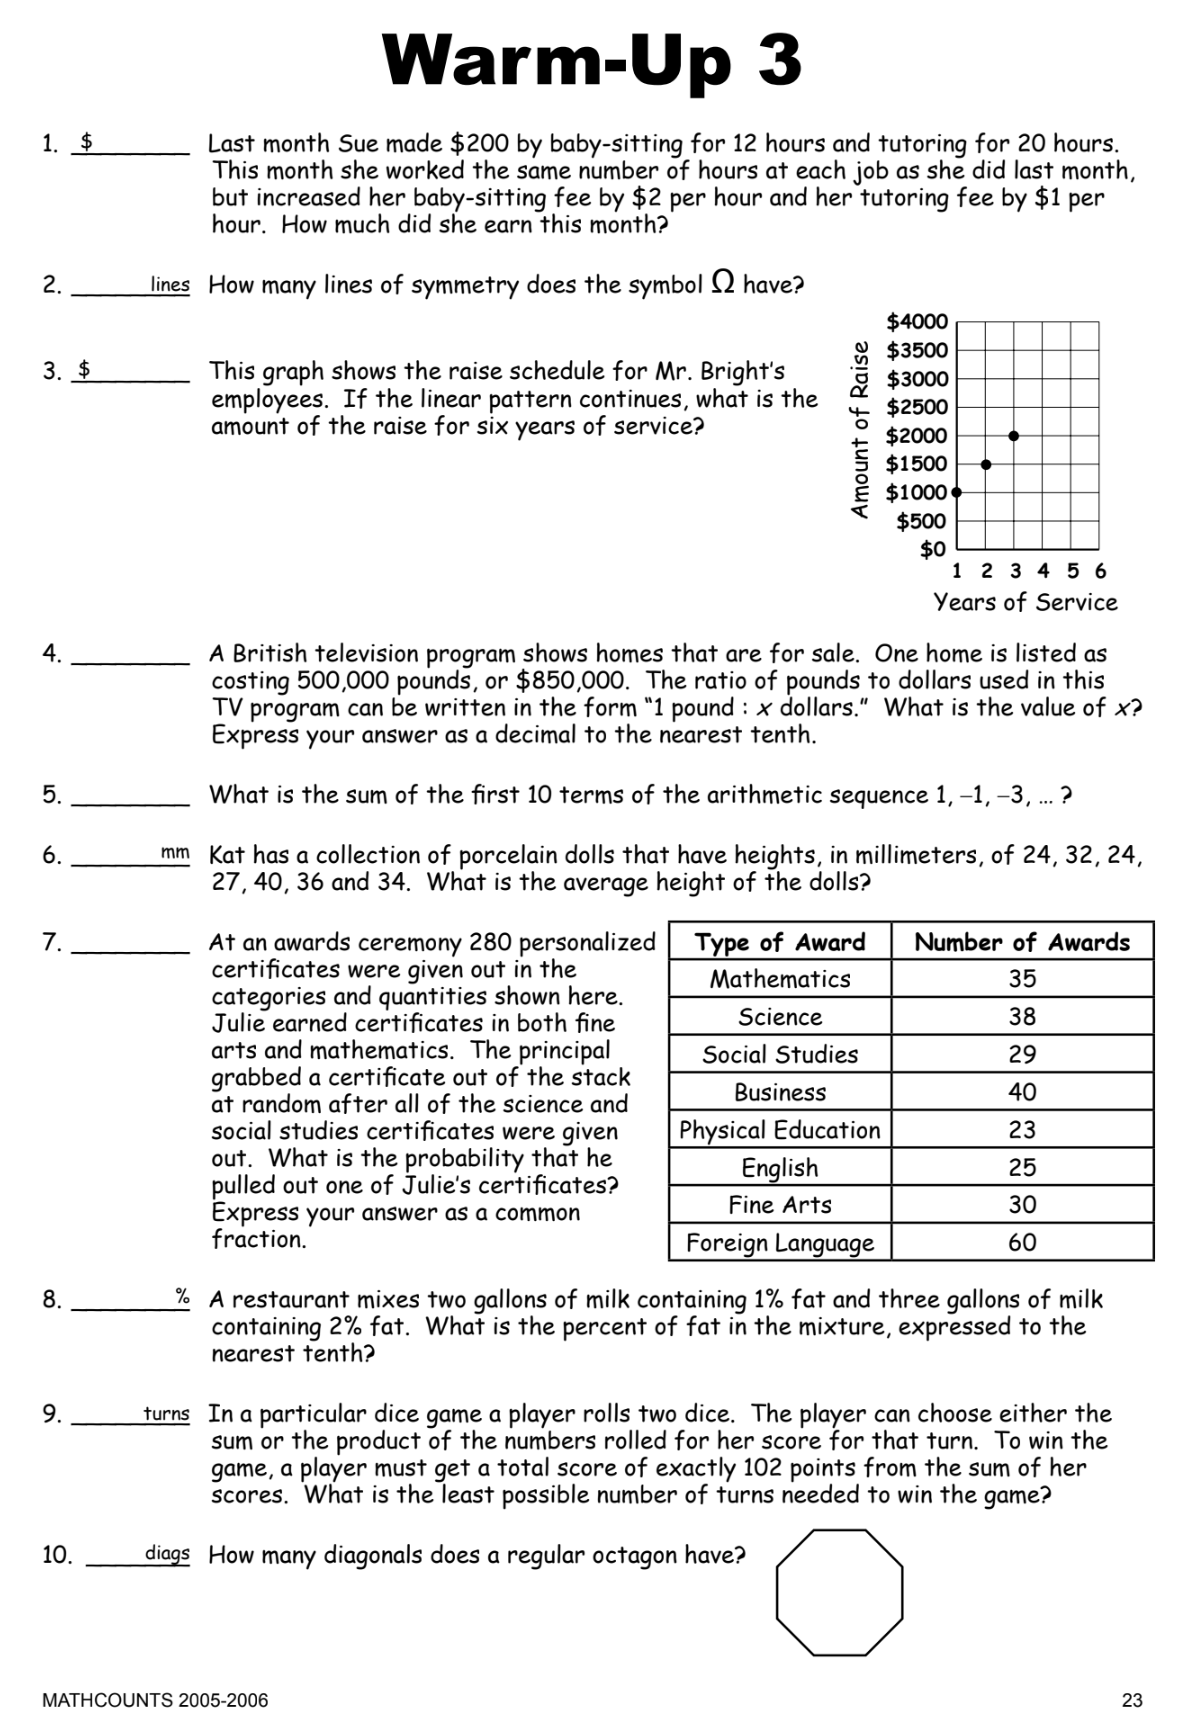 Warm-Up 3
1. $ Last month Sue made $200 by baby-sitting for 12 hours and tutoring for 20 hours.
This month she worked the same number of hours at each job as she did last month,
but increased her baby-sitting fee by $2 per hour and her tutoring fee by $1 per
hour. How much did she earn this month?
2. lines How many lines of symmetry does the symbol Ω have?
3. $ This graph shows the raise schedule for Mr. Bright's
employees. If the linear pattern continues, what is the
amount of the raise for six years of service?
Amount of Raise
$4000
$3500
$3000
$2500
$2000
$1500
$1000
$500
$0
1 2 3 4 5 6
Years of Service
4. A British television program shows homes that are for sale. One home is listed as
costing 500,000 pounds, or $850,000. The ratio of pounds to dollars used in this
TV program can be written in the form “1 pound : x dollars.” What is the value of x?
Express your answer as a decimal to the nearest tenth.
5. What is the sum of the first 10 terms of the arithmetic sequence 1, –1, –3, ... ?
6. mm Kat has a collection of porcelain dolls that have heights, in millimeters, of 24, 32, 24,
27, 40, 36 and 34. What is the average height of the dolls?
7. At an awards ceremony 280 personalized
certificates were given out in the
categories and quantities shown here.
Julie earned certificates in both fine
arts and mathematics. The principal
grabbed a certificate out of the stack
at random after all of the science and
social studies certificates were given
out. What is the probability that he
pulled out one of Julie's certificates?
Express your answer as a common
fraction.
Type of Award Number of Awards
Mathematics 35
Science 38
Social Studies 29
Business 40
Physical Education 23
English 25
Fine Arts 30
Foreign Language 60
8. % A restaurant mixes two gallons of milk containing 1% fat and three gallons of milk
containing 2% fat. What is the percent of fat in the mixture, expressed to the
nearest tenth?
9. turns In a particular dice game a player rolls two dice. The player can choose either the
sum or the product of the numbers rolled for her score for that turn. To win the
game, a player must get a total score of exactly 102 points from the sum of her
scores. What is the least possible number of turns needed to win the game?
10. diags How many diagonals does a regular octagon have?
MATHCOUNTS 2005-2006 23